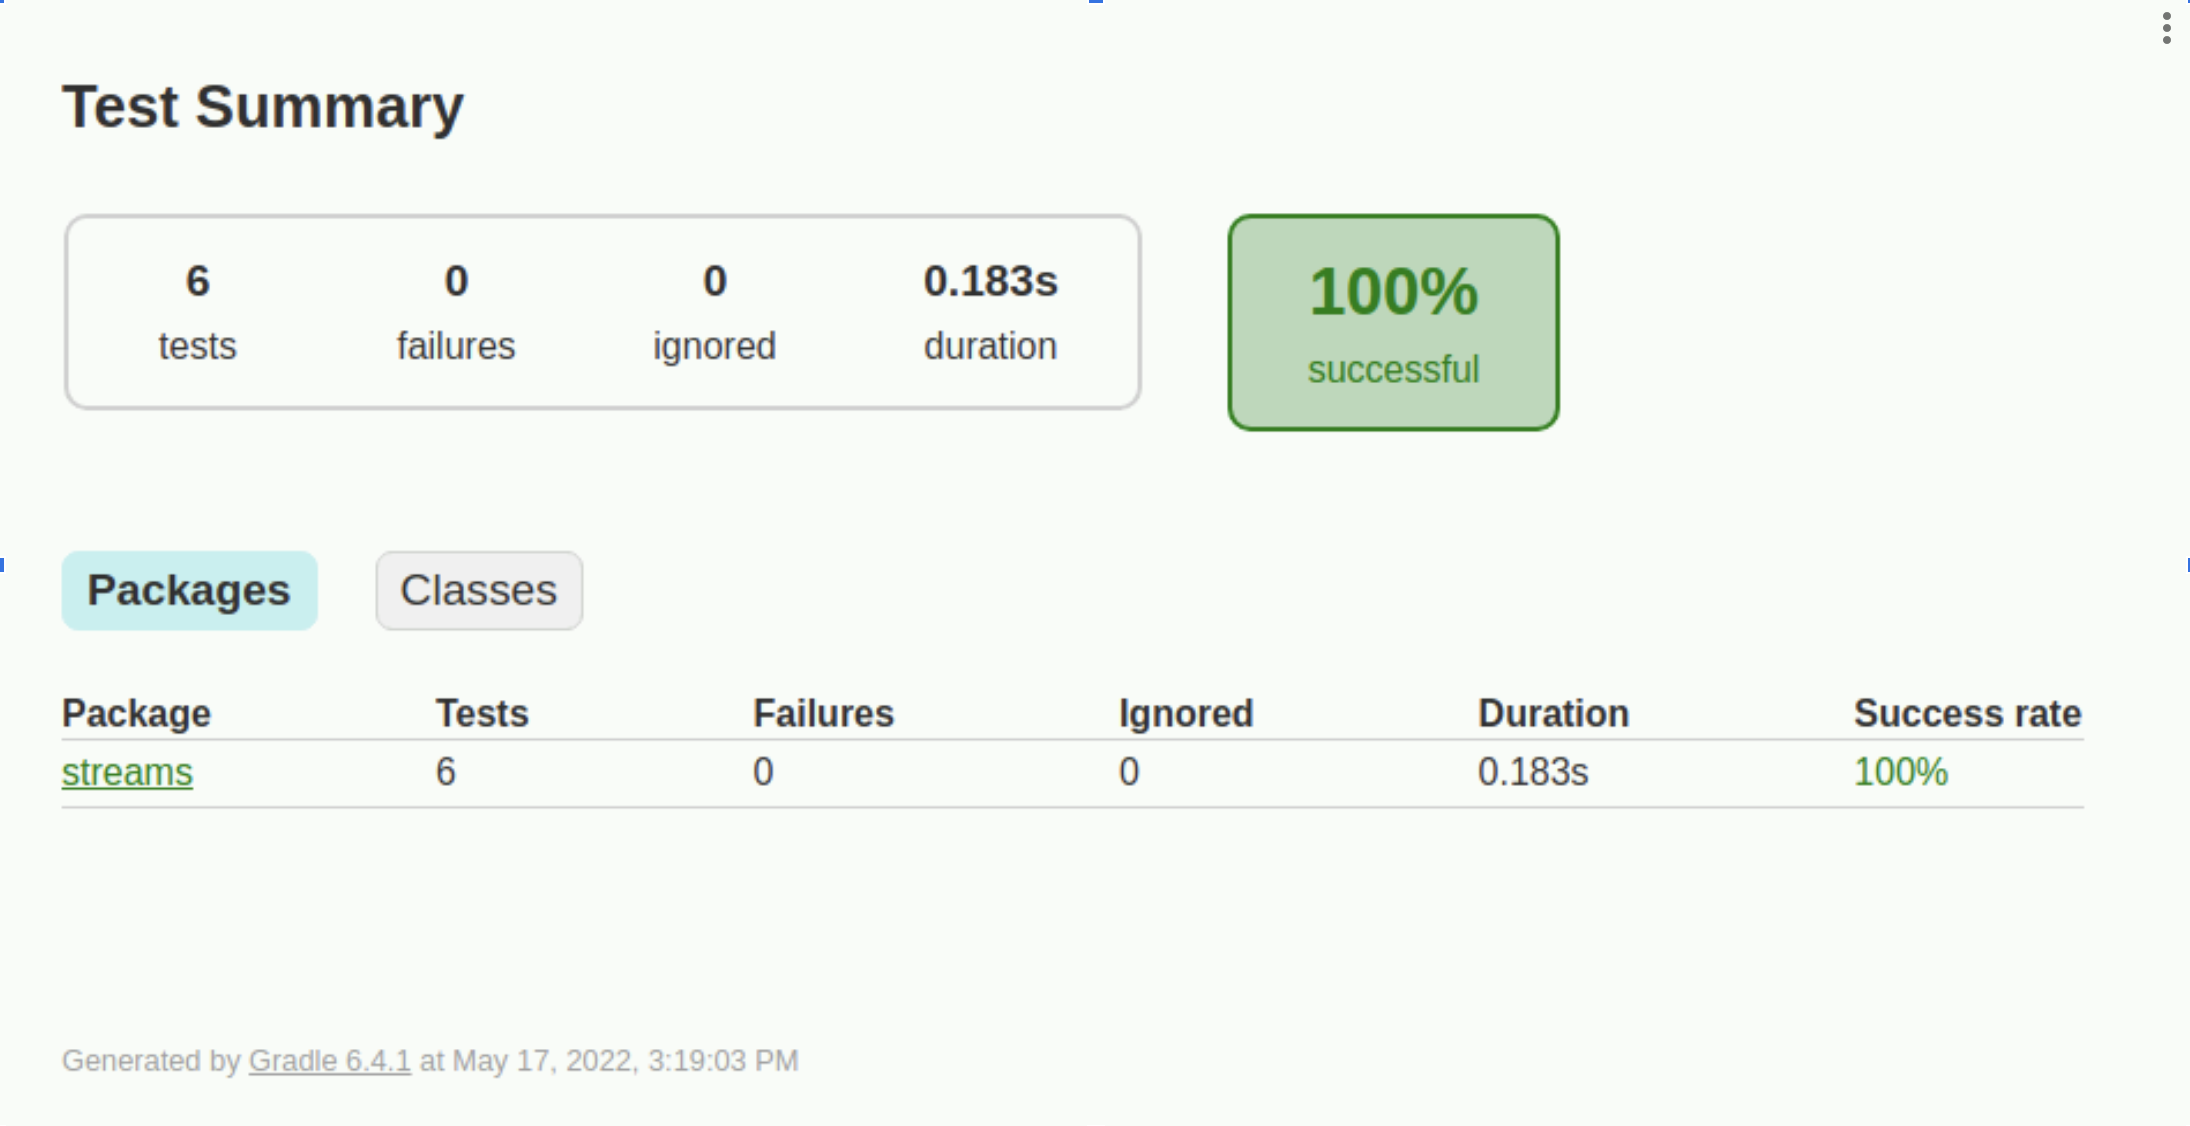 Test Summary
6 0 0 0.183s
tests failures ignored duration
100%
successful
Packages Classes
Package Tests Failures Ignored Duration Success rate
streams 6 0 0 0.183s 100%
Generated by Gradle 6.4.1 at May 17, 2022, 3:19:03 PM